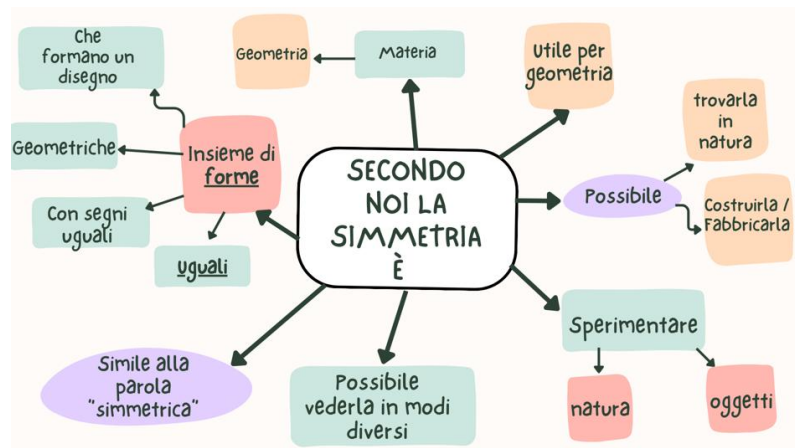 SECONDO
NOI LA
SIMMETRIA
È
Che
formano un
disegno
Geometriche
Con segni
uguali
uguali
Insieme di
forme
Geometria
Materia
utile per
geometria
Possibile
trovarla
in
natura
Costruirla /
Fabbricarla
Sperimentare
natura
oggetti
Possibile
vederla in modi
diversi
Simile alla
parola
"simmetrica"